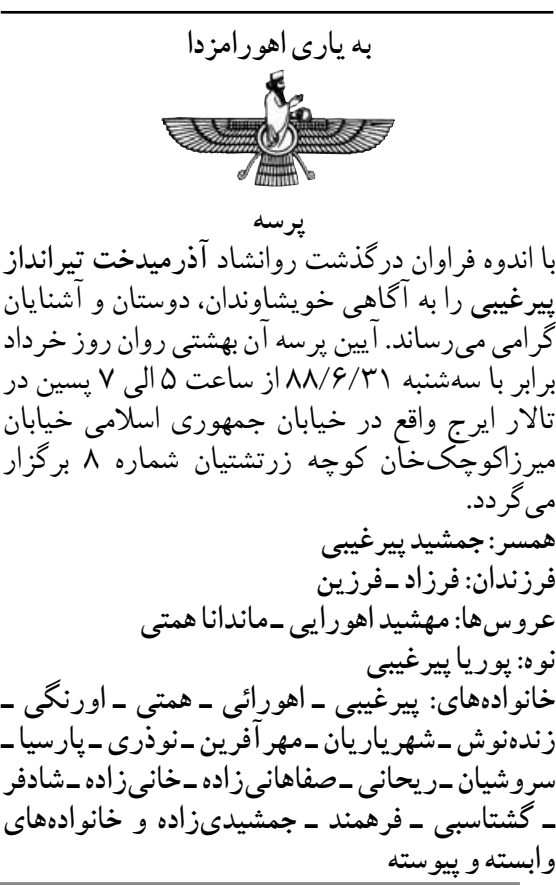 به یاری اهورامزدا
پرسه
با اندوه فراوان درگذشت روانشاد آذرمیدخت تیرانداز
پیرغیبی را به آگاهی خویشاوندان، دوستان و آشنایان
گرامی می‌رساند. آیین پرسه آن بهشتی روان روز خرداد
برابر با سه‌شنبه ۸۸/۶/۳۱ از ساعت ۵ الی ۷ پسین در
تالار ایرج واقع در خیابان جمهوری اسلامی خیابان
میرزاکوچک‌خان کوچه زرتشتیان شماره ۸ برگزار
می‌گردد.
همسر: جمشید پیرغیبی
فرزندان: فرزاد ـ فرزین
عروس‌ها: مهشید اهورایی ـ ماندانا همتی
نوه: پوریا پیرغیبی
خانواده‌های: پیرغیبی ـ اهورائی ـ همتی ـ اورنگی ـ
زنده‌نوش ـ شهریاریان ـ مهرآفرین ـ نوذری ـ پارسیا ـ
سروشیان ـ ریحانی ـ صفاهانی‌زاده ـ خانی‌زاده ـ شادفر
ـ گشتاسبی ـ فرهمند ـ جمشیدی‌زاده و خانواده‌های
وابسته و پیوسته